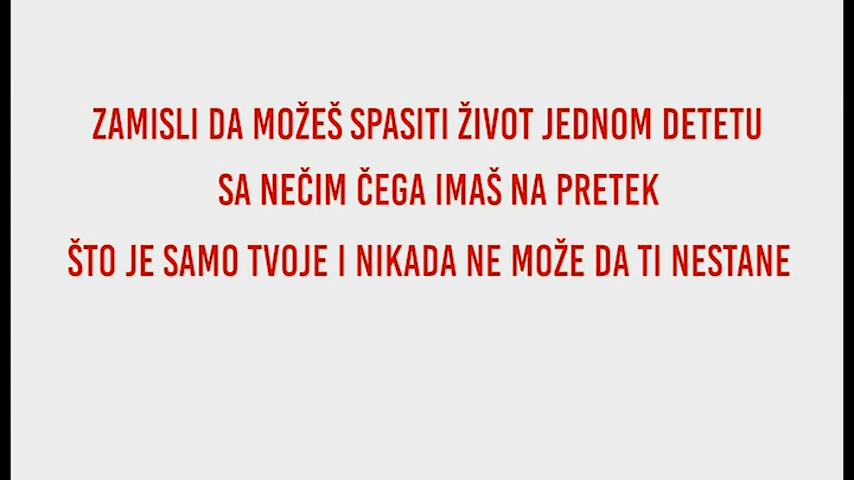 ZAMISLI DA MOŽEŠ SPASITI ŽIVOT JEDNOM DETETU
SA NEČIM ČEGA IMAŠ NA PRETEK
ŠTO JE SAMO TVOJE I NIKADA NE MOŽE DA TI NESTANE